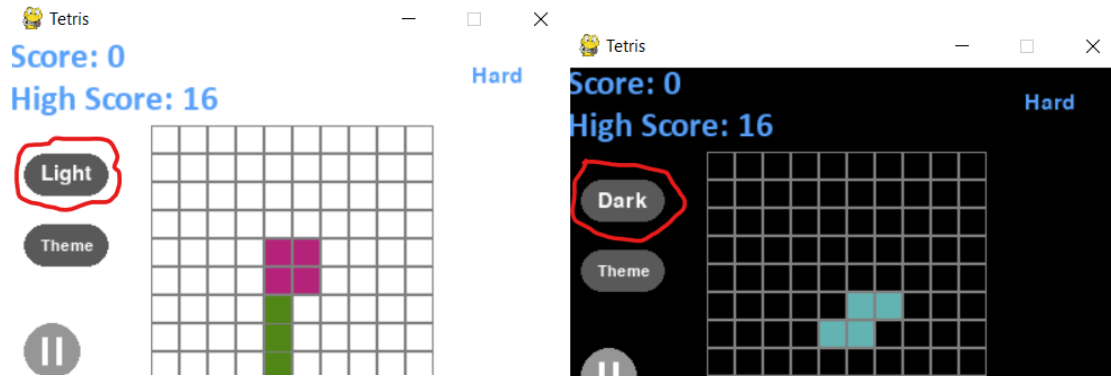 Tetris
Score: 0
High Score: 16
Hard
Light
Theme
Tetris
Score: 0
High Score: 16
Hard
Dark
Theme